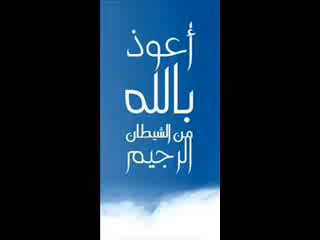 أعوذ
بالله
من الشيطان
الرجيم